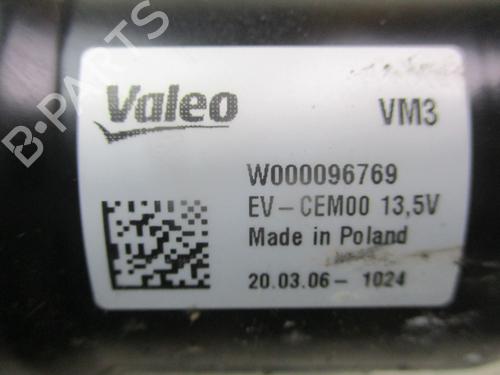 B-PARTS
Valeo VM3
W000096769
EV-CEM00 13,5V
Made in Poland
20.03.06- 1024